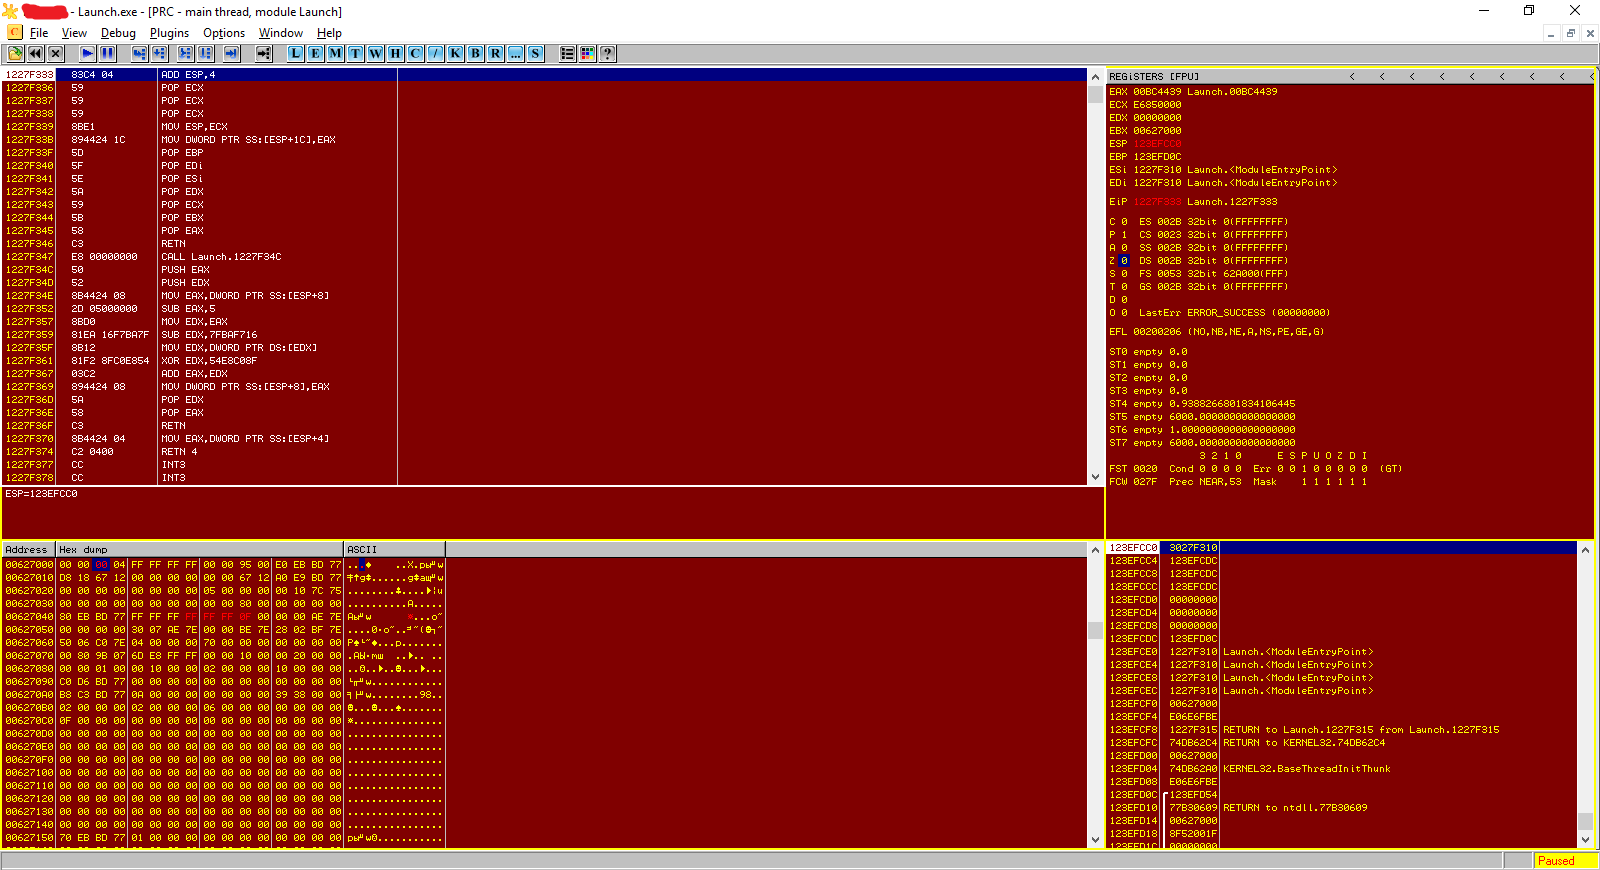 - Launch.exe - [PRC - main thread, module Launch]
C File View Debug Plugins Options Window Help
L E M T W H C / K B R ... S ?
1227F333 83C4 04 ADD ESP,4
1227F336 59 POP ECX
1227F337 59 POP ECX
1227F338 59 POP ECX
1227F339 8BE1 MOV ESP,ECX
1227F33B 894424 1C MOV DWORD PTR SS:[ESP+1C],EAX
1227F33F 5D POP EBP
1227F340 5F POP EDi
1227F341 5E POP ESi
1227F342 5A POP EDX
1227F343 59 POP ECX
1227F344 5B POP EBX
1227F345 58 POP EAX
1227F346 C3 RETN
1227F347 E8 00000000 CALL Launch.1227F34C
1227F34C 50 PUSH EAX
1227F34D 52 PUSH EDX
1227F34E 8B4424 08 MOV EAX,DWORD PTR SS:[ESP+8]
1227F352 2D 05000000 SUB EAX,5
1227F357 8BD0 MOV EDX,EAX
1227F359 81EA 16F7BA7F SUB EDX,7FBAF716
1227F35F 8B12 MOV EDX,DWORD PTR DS:[EDX]
1227F361 81F2 8FC0E854 XOR EDX,54E8C08F
1227F367 03C2 ADD EAX,EDX
1227F369 894424 08 MOV DWORD PTR SS:[ESP+8],EAX
1227F36D 5A POP EDX
1227F36E 58 POP EAX
1227F36F C3 RETN
1227F370 8B4424 04 MOV EAX,DWORD PTR SS:[ESP+4]
1227F374 C2 0400 RETN 4
1227F377 CC INT3
1227F378 CC INT3
ESP=123EFCC0
REGiSTERS [FPU] < < < < < < < < <
EAX 00BC4439 Launch.00BC4439
ECX E6850000
EDX 00000000
EBX 00627000
ESP 123EFCC0
EBP 123EFD0C
ESi 1227F310 Launch.<ModuleEntryPoint>
EDi 1227F310 Launch.<ModuleEntryPoint>
EiP 1227F333 Launch.1227F333
C 0 ES 002B 32bit 0(FFFFFFFF)
P 1 CS 0023 32bit 0(FFFFFFFF)
A 0 SS 002B 32bit 0(FFFFFFFF)
Z 0 DS 002B 32bit 0(FFFFFFFF)
S 0 FS 0053 32bit 62A000(FFF)
T 0 GS 002B 32bit 0(FFFFFFFF)
D 0
O 0 LastErr ERROR_SUCCESS (00000000)
EFL 00200206 (NO,NB,NE,A,NS,PE,GE,G)
ST0 empty 0.0
ST1 empty 0.0
ST2 empty 0.0
ST3 empty 0.0
ST4 empty 0.9388266801834106445
ST5 empty 6000.0000000000000000
ST6 empty 1.0000000000000000000
ST7 empty 6000.0000000000000000
3 2 1 0 E S P U O Z D I
FST 0020 Cond 0 0 0 0 Err 0 0 1 0 0 0 0 0 (GT)
FCW 027F Prec NEAR,53 Mask 1 1 1 1 1 1
Address Hex dump ASCII
00627000 00 00 00 04 FF FF FF FF 00 00 95 00 E0 EB BD 77
00627010 D8 18 67 12 00 00 00 00 00 00 67 12 A0 E9 BD 77
00627020 00 00 00 00 00 00 00 00 05 00 00 00 00 10 7C 75
00627030 00 00 00 00 00 00 00 00 00 00 80 00 00 00 00 00
00627040 80 EB BD 77 FF FF FF FF FF FF FF 0F 00 00 00 AE 7E
00627050 00 00 00 00 30 07 AE 7E 00 00 BE 7E 28 02 BF 7E
00627060 50 06 C0 7E 04 00 00 00 70 00 00 00 00 00 00 00
00627070 00 80 9B 07 6D E8 FF FF 00 00 10 00 00 20 00 00
00627080 00 00 01 00 00 10 00 00 02 00 00 00 10 00 00 00
00627090 C0 D6 BD 77 00 00 00 00 00 00 00 00 00 00 00 00
006270A0 B8 C3 BD 77 0A 00 00 00 00 00 00 00 39 38 00 00
006270B0 02 00 00 00 02 00 00 00 06 00 00 00 00 00 00 00
006270C0 0F 00 00 00 00 00 00 00 00 00 00 00 00 00 00 00
006270D0 00 00 00 00 00 00 00 00 00 00 00 00 00 00 00 00
006270E0 00 00 00 00 00 00 00 00 00 00 00 00 00 00 00 00
006270F0 00 00 00 00 00 00 00 00 00 00 00 00 00 00 00 00
00627100 00 00 00 00 00 00 00 00 00 00 00 00 00 00 00 00
00627110 00 00 00 00 00 00 00 00 00 00 00 00 00 00 00 00
00627120 00 00 00 00 00 00 00 00 00 00 00 00 00 00 00 00
00627130 00 00 00 00 00 00 00 00 00 00 00 00 00 00 00 00
00627140 00 00 00 00 00 00 00 00 00 00 00 00 00 00 00 00
00627150 70 EB BD 77 01 00 00 00 00 00 00 00 00 00 00 00
123EFCC0 3027F310
123EFCC4 123EFCDC
123EFCC8 123EFCDC
123EFCCC 123EFCDC
123EFCD0 00000000
123EFCD4 00000000
123EFCD8 00000000
123EFCDC 123EFD0C
123EFCE0 1227F310 Launch.<ModuleEntryPoint>
123EFCE4 1227F310 Launch.<ModuleEntryPoint>
123EFCE8 1227F310 Launch.<ModuleEntryPoint>
123EFCEC 1227F310 Launch.<ModuleEntryPoint>
123EFCF0 00627000
123EFCF4 E06E6FBE
123EFCF8 1227F315 RETURN to Launch.1227F315 from Launch.1227F315
123EFCFC 74DB62C4 RETURN to KERNEL32.74DB62C4
123EFD00 00627000
123EFD04 74DB62A0 KERNEL32.BaseThreadInitThunk
123EFD08 E06E6FBE
123EFD0C 123EFD54
123EFD10 77B30609 RETURN to ntdll.77B30609
123EFD14 00627000
123EFD18 8F52001F
123EFD1C 00000000
Paused